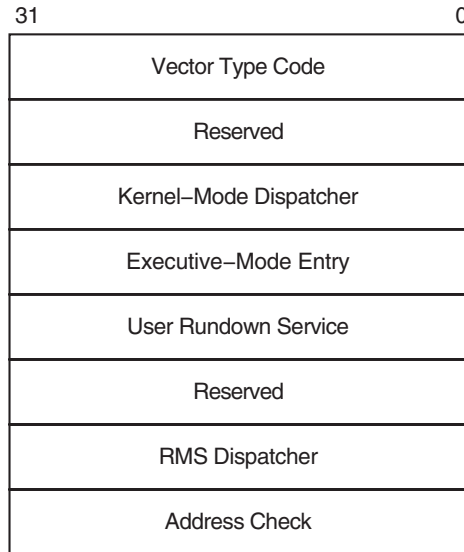 31 0
Vector Type Code
Reserved
Kernel–Mode Dispatcher
Executive–Mode Entry
User Rundown Service
Reserved
RMS Dispatcher
Address Check